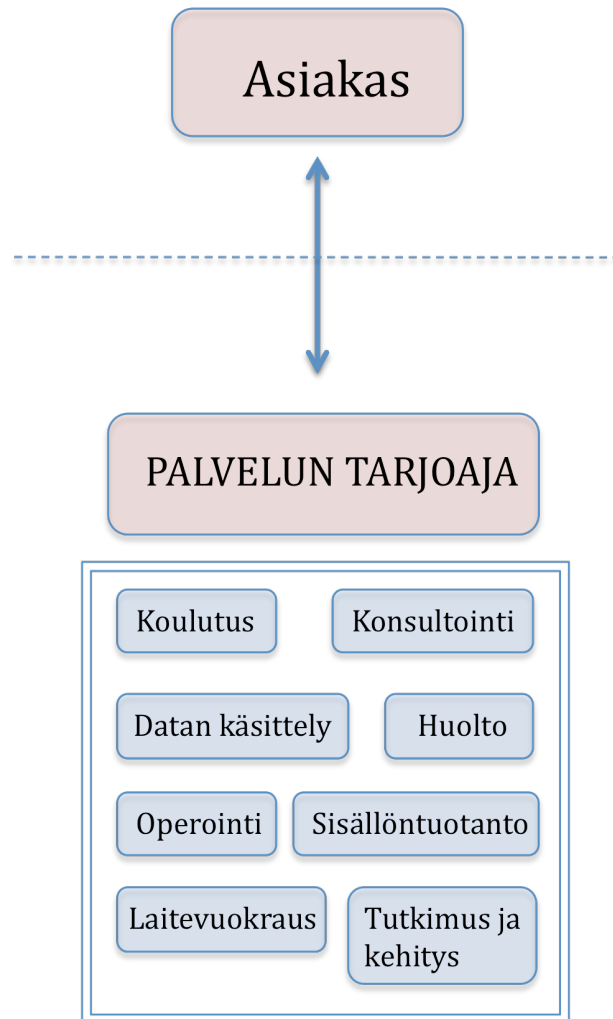 Asiakas
PALVELUN TARJOAJA
Koulutus
Konsultointi
Datan käsittely
Huolto
Operointi
Sisällöntuotanto
Laitevuokraus
Tutkimus ja
kehitys